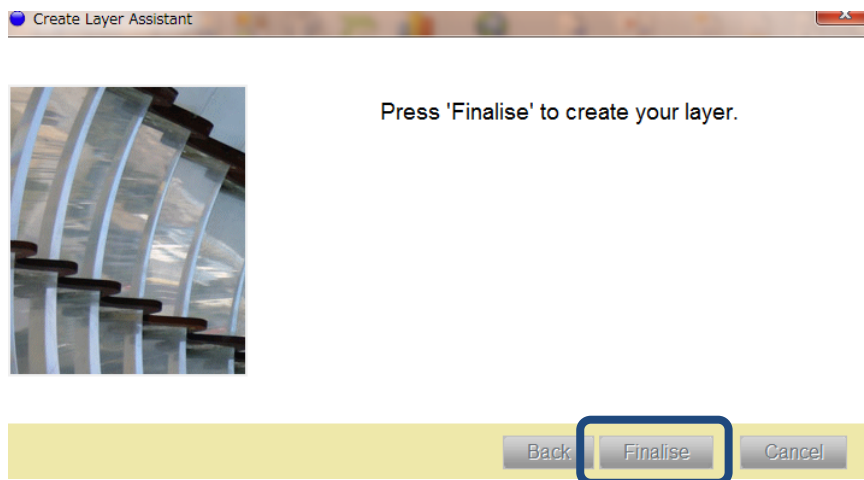 Create Layer Assistant
x
Press 'Finalise' to create your layer.
Back Finalise Cancel